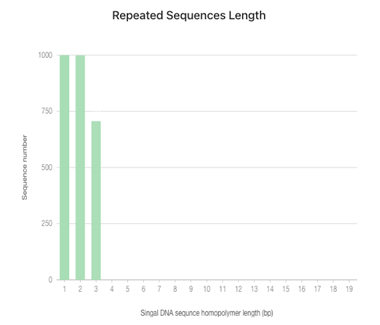 Repeated Sequences Length
1000
750
500
250
0
Sequence number
1 2 3 4 5 6 7 8 9 10 11 12 13 14 15 16 17 18 19
Singal DNA sequnce homopolymer length (bp)